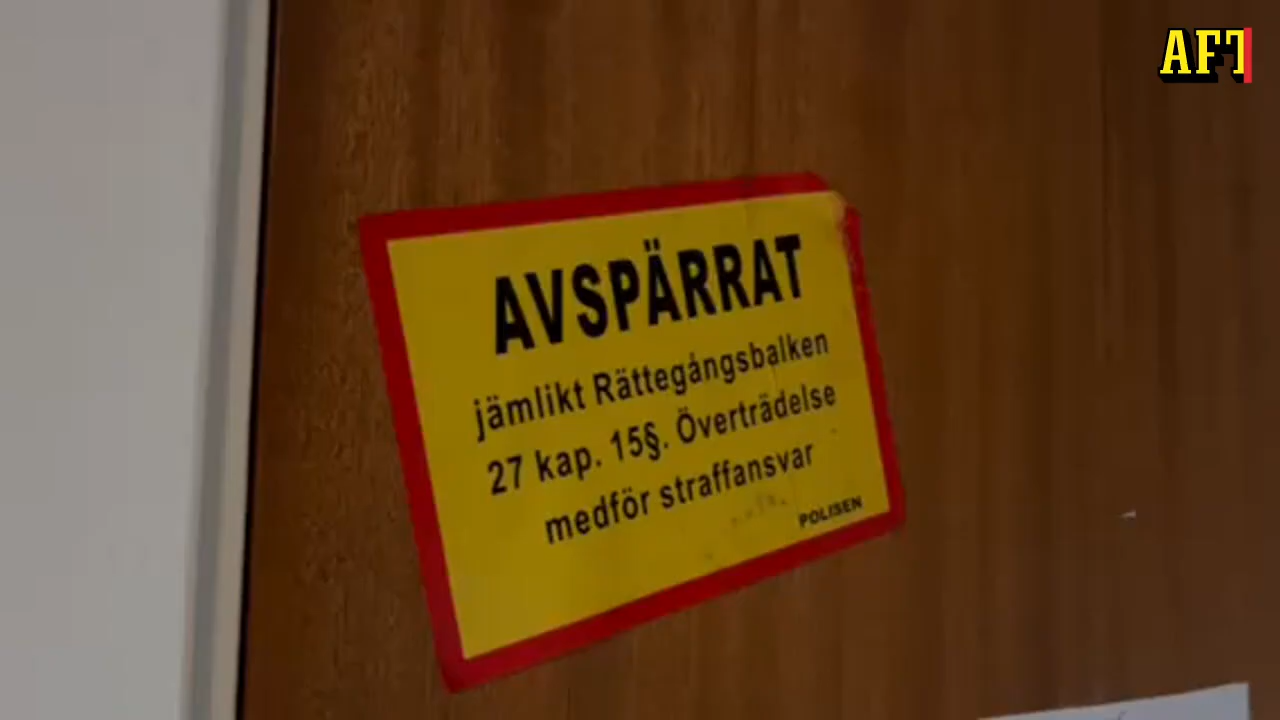 AFT
AVSPÄRRAT
jämlikt Rättegångsbalken
27 kap. 15§. Överträdelse
medför straffansvar
POLISEN